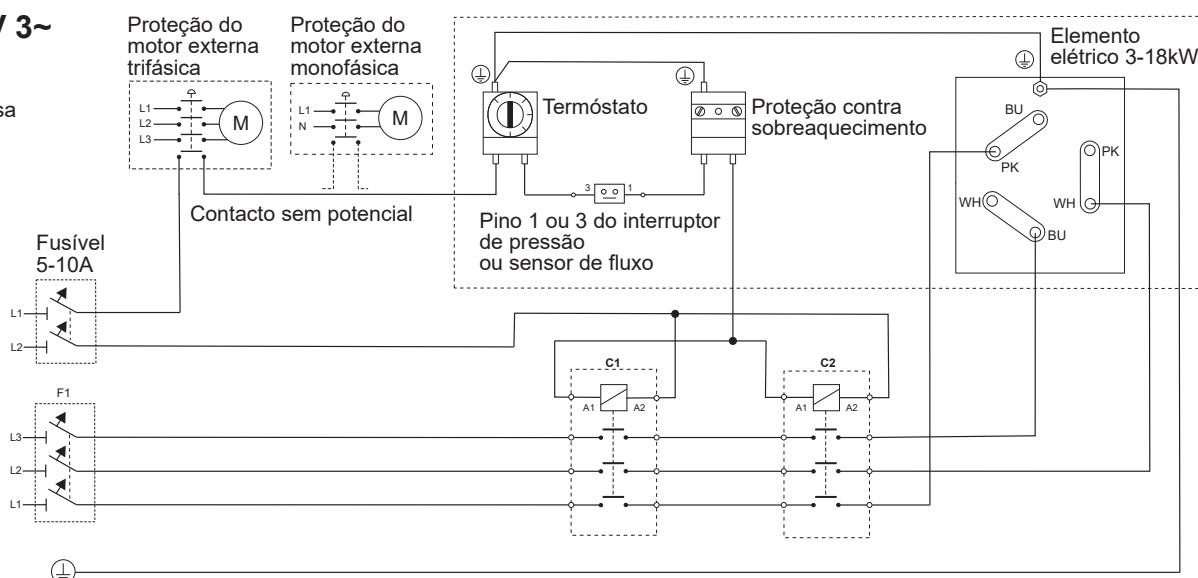 V 3~
sa
Proteção do
motor externa
trifásica
Proteção do
motor externa
monofásica
Elemento
elétrico 3-18kW
L1
L2
L3
M
L1
N
M
Termóstato
Proteção contra
sobreaquecimento
BU
PK
PK
WH
WH
BU
3
1
Contacto sem potencial
Pino 1 ou 3 do interruptor
de pressão
ou sensor de fluxo
Fusível
5-10A
L1
L2
C1
C2
A1
A2
A1
A2
F1
L3
L2
L1